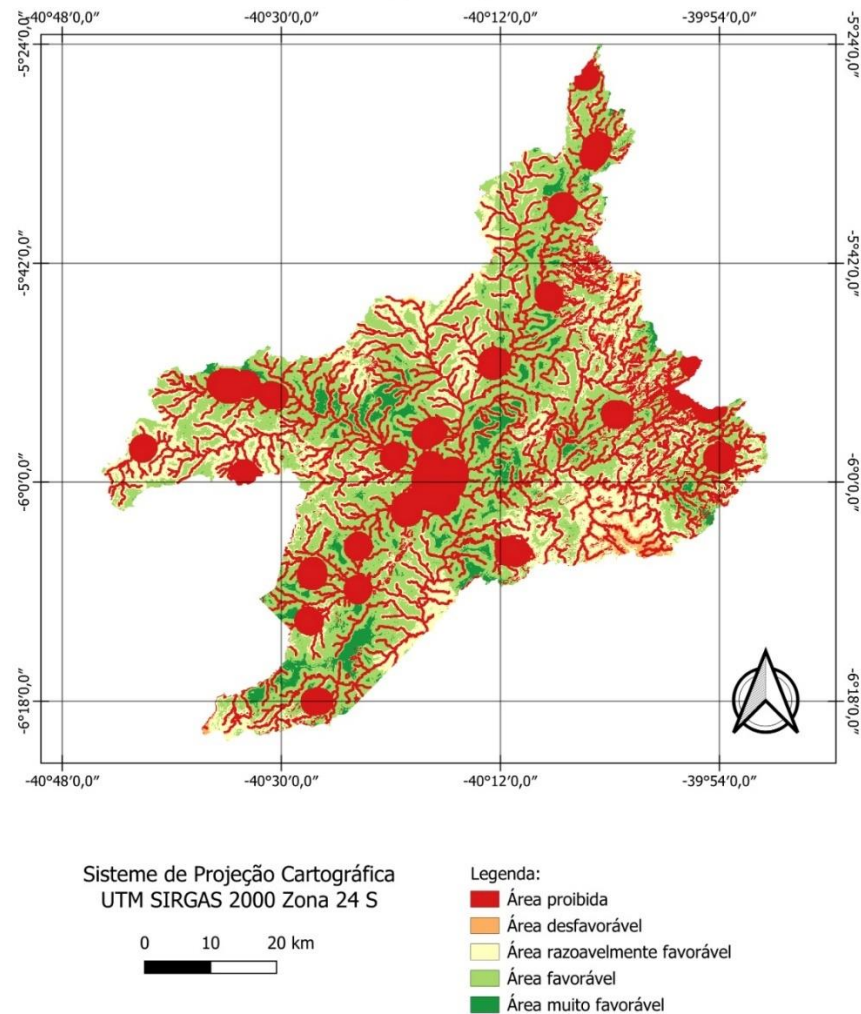 -40°48'0,0" -40°30'0,0" -40°12'0,0" -39°54'0,0"
-5°24'0,0" -5°24'0,0"
-5°42'0,0" -5°42'0,0"
-6°0'0,0" -6°0'0,0"
-6°18'0,0" -6°18'0,0"
-40°48'0,0" -40°30'0,0" -40°12'0,0" -39°54'0,0"
Sisteme de Projeção Cartográfica
UTM SIRGAS 2000 Zona 24 S
0 10 20 km
Legenda:
Área proibida
Área desfavorável
Área razoavelmente favorável
Área favorável
Área muito favorável